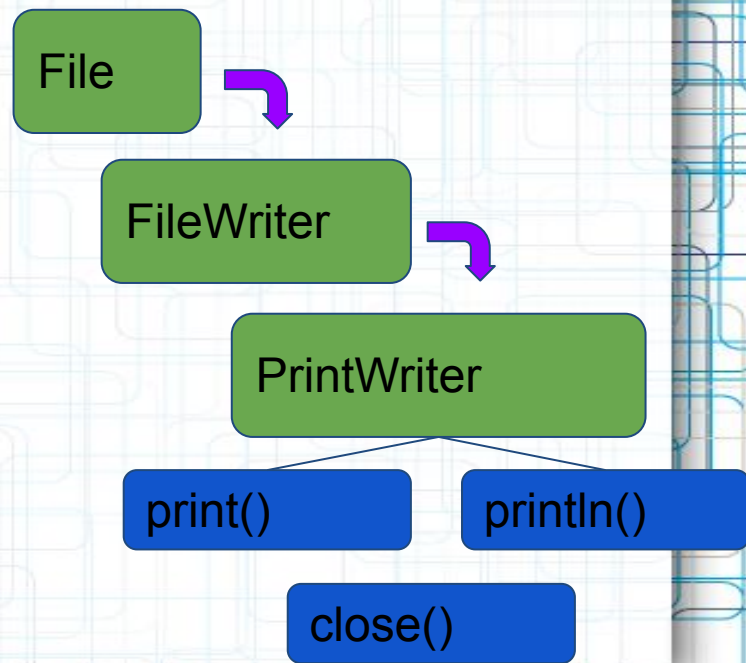 File
FileWriter
PrintWriter
print()
println()
close()